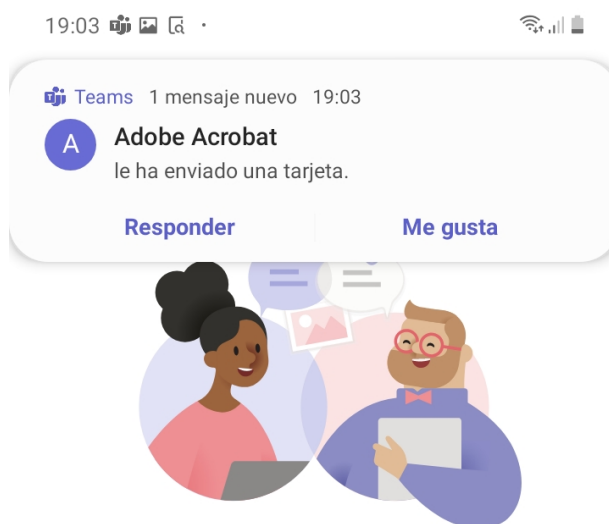 19:03
Teams 1 mensaje nuevo 19:03
A
Adobe Acrobat
le ha enviado una tarjeta.
Responder Me gusta